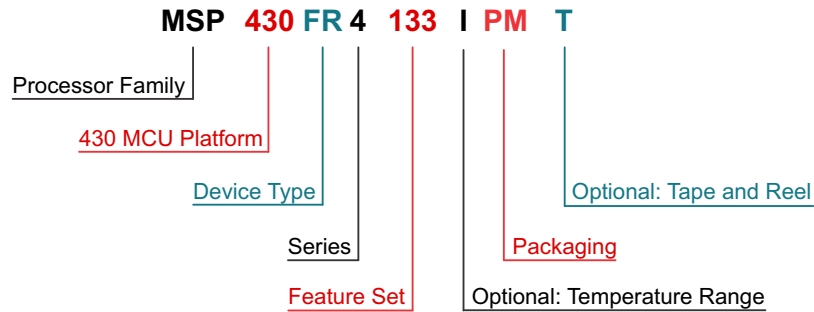 MSP 430 FR 4 133 I PM T
Processor Family
430 MCU Platform
Device Type
Optional: Tape and Reel
Series
Packaging
Feature Set
Optional: Temperature Range